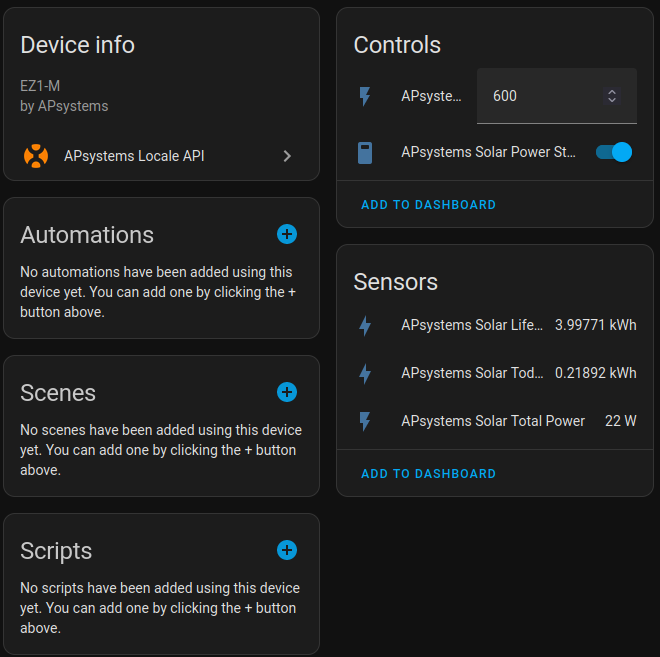 Device info
EZ1-M
by APsystems
APsystems Locale API
Automations
No automations have been added using this
device yet. You can add one by clicking the +
button above.
Scenes
No scenes have been added using this device
yet. You can add one by clicking the + button
above.
Scripts
No scripts have been added using this device
yet. You can add one by clicking the + button
above.
Controls
APsyste... 600
APsystems Solar Power St...
ADD TO DASHBOARD
Sensors
APsystems Solar Life... 3.99771 kWh
APsystems Solar Tod... 0.21892 kWh
APsystems Solar Total Power 22 W
ADD TO DASHBOARD